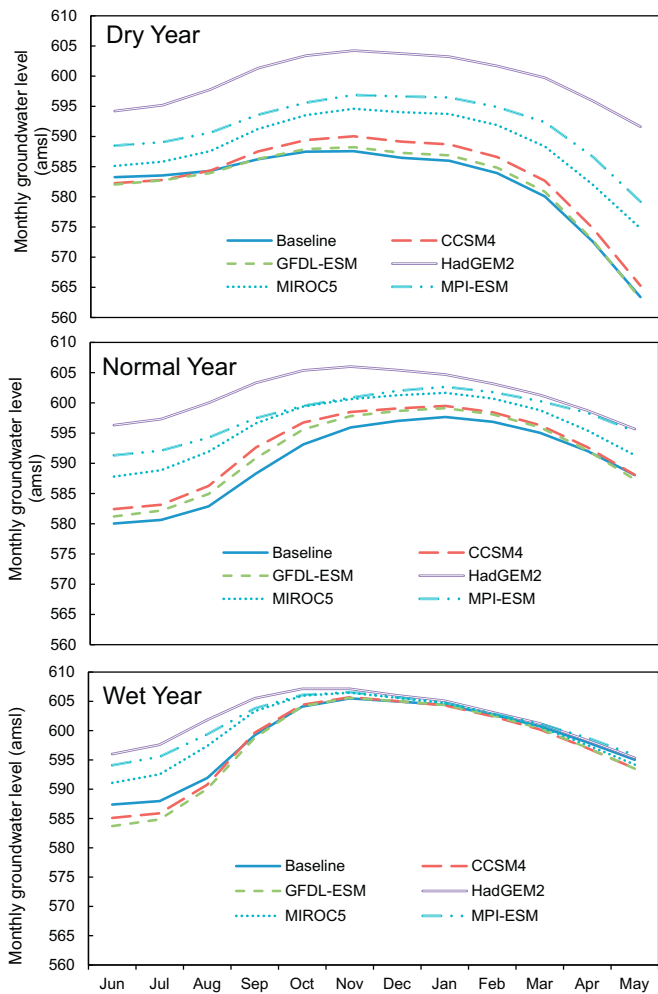 Dry Year
Monthly groundwater level
(amsl)
610
605
600
595
590
585
580
575
570
565
560
Baseline
CCSM4
GFDL-ESM
HadGEM2
MIROC5
MPI-ESM
Normal Year
Monthly groundwater level
(amsl)
610
605
600
595
590
585
580
575
570
565
560
Baseline
CCSM4
GFDL-ESM
HadGEM2
MIROC5
MPI-ESM
Wet Year
Monthly groundwater level (amsl)
610
605
600
595
590
585
580
575
570
565
560
Baseline
CCSM4
GFDL-ESM
HadGEM2
MIROC5
MPI-ESM
Jun Jul Aug Sep Oct Nov Dec Jan Feb Mar Apr May